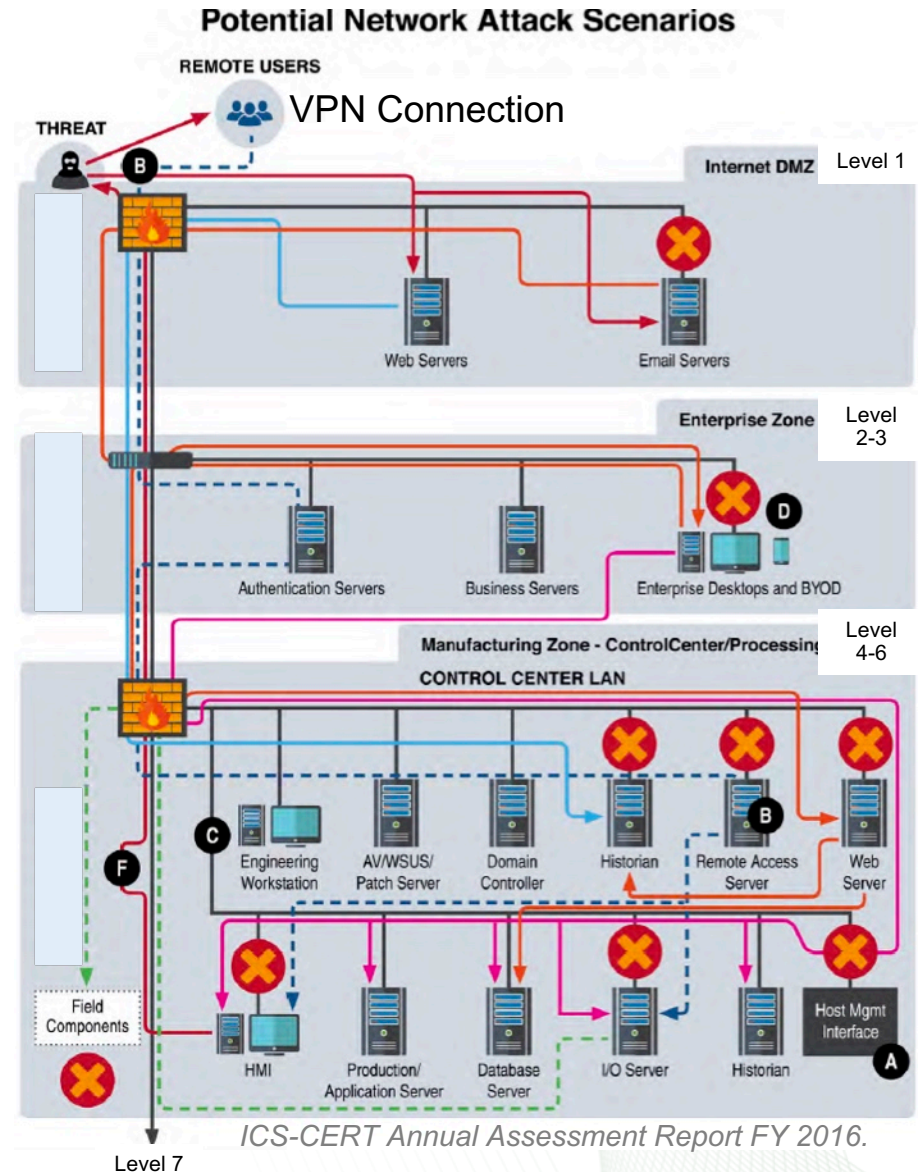 Potential Network Attack Scenarios
REMOTE USERS
VPN Connection
THREAT
B
Internet DMZ
Level 1
Web Servers
Email Servers
Enterprise Zone
Level
2-3
D
Authentication Servers
Business Servers
Enterprise Desktops and BYOD
Level
4-6
Manufacturing Zone - ControlCenter/Processing
CONTROL CENTER LAN
C
B
F
Engineering
Workstation
AV/WSUS/
Patch Server
Domain
Controller
Historian
Remote Access
Server
Web
Server
Field
Components
HMI
Production/
Application Server
Database
Server
I/O Server
Historian
Host Mgmt
Interface
A
ICS-CERT Annual Assessment Report FY 2016.
Level 7